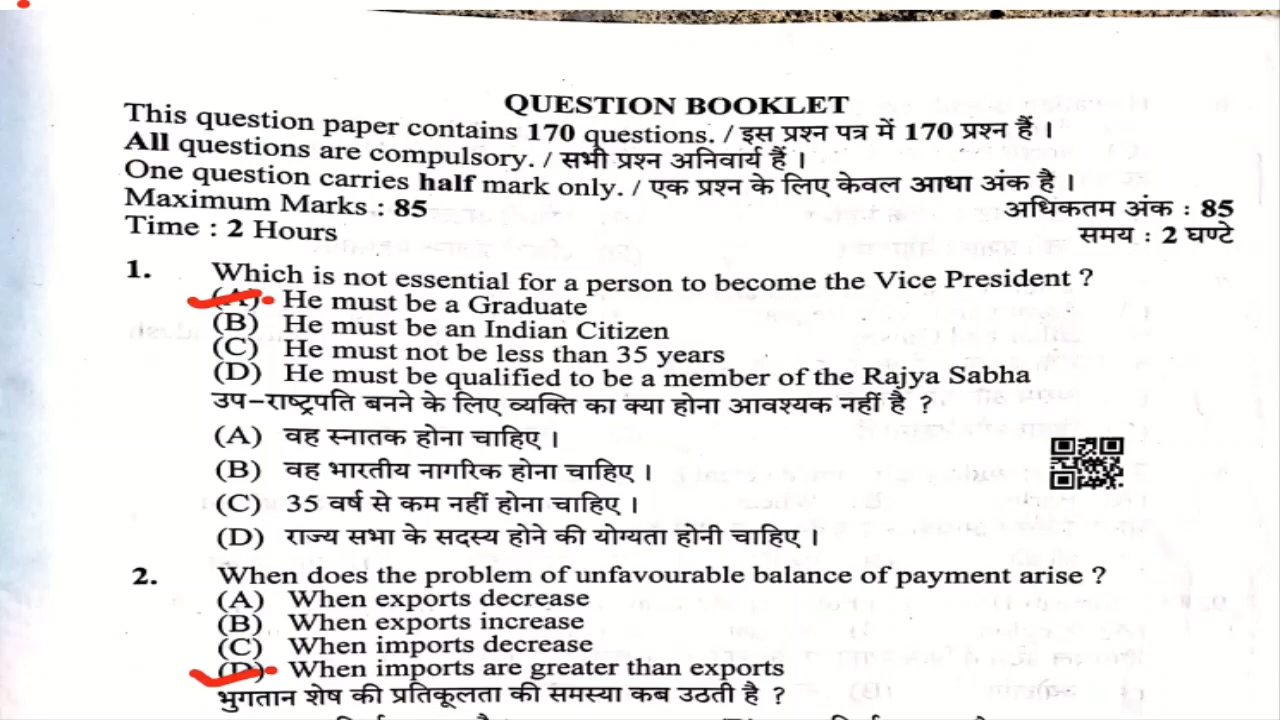 QUESTION BOOKLET
This question paper contains 170 questions. / इस प्रश्न पत्र में 170 प्रश्न हैं ।
All questions are compulsory. / सभी प्रश्न अनिवार्य हैं ।
One question carries half mark only. / एक प्रश्न के लिए केवल आधा अंक है ।
Maximum Marks : 85 अधिकतम अंक : 85
Time : 2 Hours समय : 2 घण्टे
1. Which is not essential for a person to become the Vice President ?
(A) He must be a Graduate
(B) He must be an Indian Citizen
(C) He must not be less than 35 years
(D) He must be qualified to be a member of the Rajya Sabha
उप-राष्ट्रपति बनने के लिए व्यक्ति का क्या होना आवश्यक नहीं है ?
(A) वह स्नातक होना चाहिए ।
(B) वह भारतीय नागरिक होना चाहिए ।
(C) 35 वर्ष से कम नहीं होना चाहिए ।
(D) राज्य सभा के सदस्य होने की योग्यता होनी चाहिए ।
2. When does the problem of unfavourable balance of payment arise ?
(A) When exports decrease
(B) When exports increase
(C) When imports decrease
(D) When imports are greater than exports
भुगतान शेष की प्रतिकूलता की समस्या कब उठती है ?